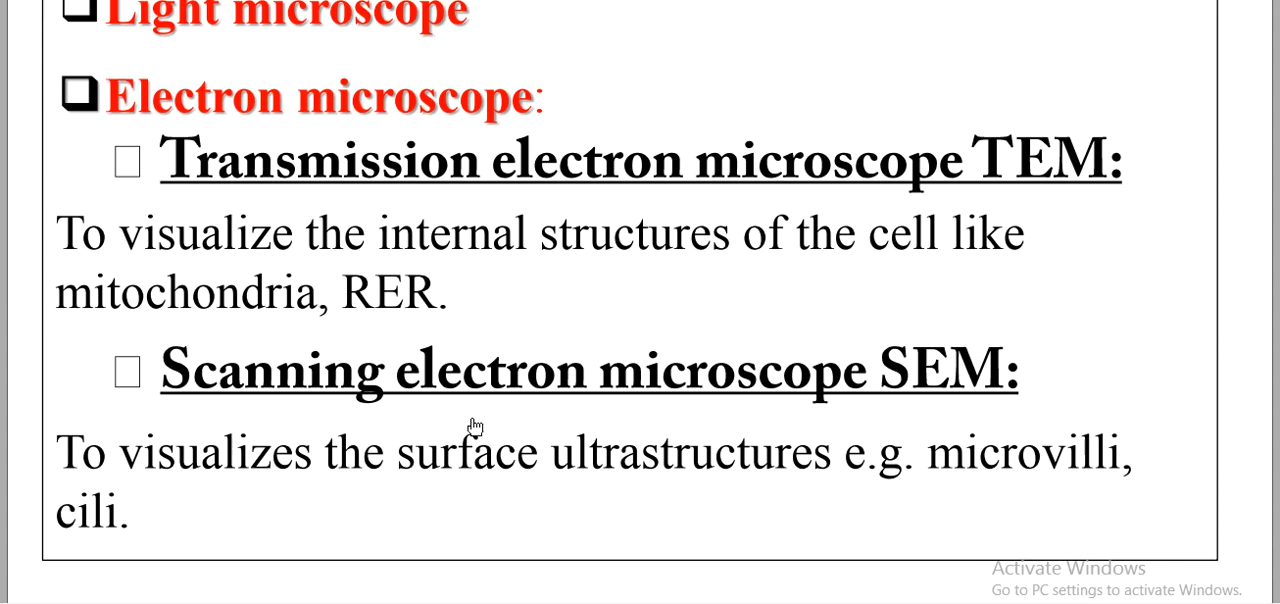 Light microscope
Electron microscope:
Transmission electron microscope TEM:
To visualize the internal structures of the cell like
mitochondria, RER.
Scanning electron microscope SEM:
To visualizes the surface ultrastructures e.g. microvilli,
cili.
Activate Windows
Go to PC settings to activate Windows.